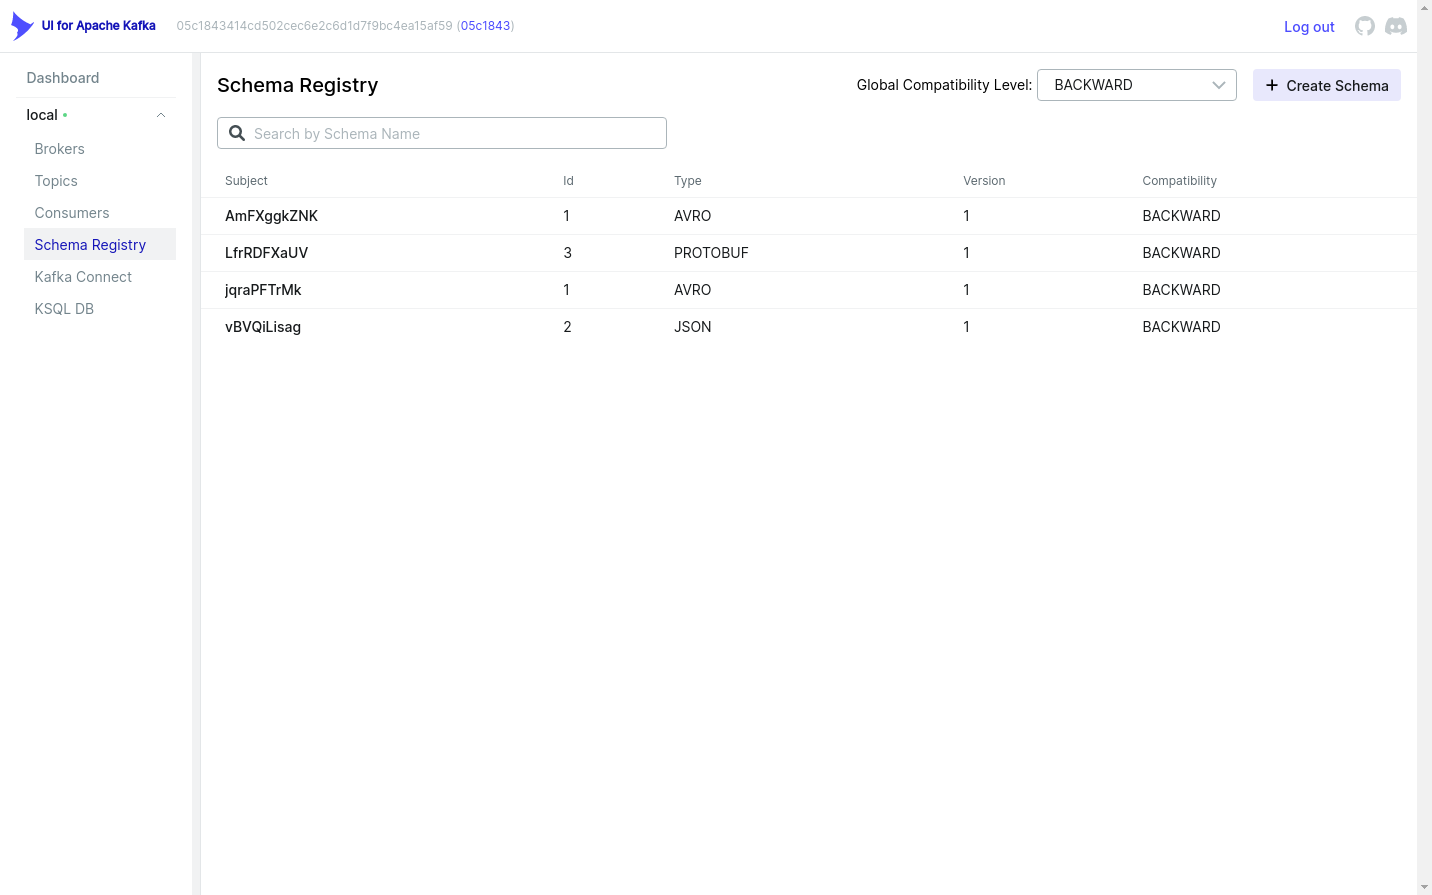 UI for Apache Kafka 05c1843414cd502cec6e2c6d1d7f9bc4ea15af59 (05c1843) Log out
Dashboard
local
Brokers
Topics
Consumers
Schema Registry
Kafka Connect
KSQL DB
Schema Registry
Global Compatibility Level: BACKWARD
Create Schema
Search by Schema Name
Subject Id Type Version Compatibility
AmFXggkZNK 1 AVRO 1 BACKWARD
LfrRDFXaUV 3 PROTOBUF 1 BACKWARD
jqraPFTrMk 1 AVRO 1 BACKWARD
vBVQiLisag 2 JSON 1 BACKWARD